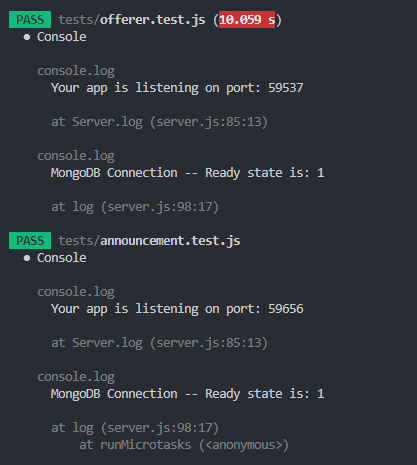 PASS tests/offerer.test.js (10.059 s)
● Console
console.log
Your app is listening on port: 59537
at Server.log (server.js:85:13)
console.log
MongoDB Connection -- Ready state is: 1
at log (server.js:98:17)
PASS tests/announcement.test.js
● Console
console.log
Your app is listening on port: 59656
at Server.log (server.js:85:13)
console.log
MongoDB Connection -- Ready state is: 1
at log (server.js:98:17)
at runMicrotasks (<anonymous>)